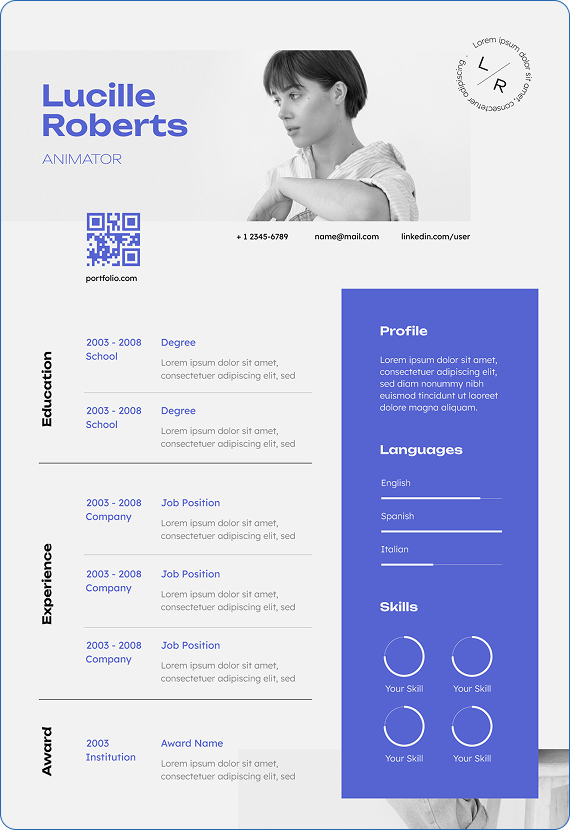 Lucille
Roberts
ANIMATOR
Lorem ipsum dolor sit amet, consectetuer adipiscing .
L
R
+ 1 2345-6789
name@mail.com
linkedin.com/user
portfolio.com
Education
2003 - 2008
School
Degree
Lorem ipsum dolor sit amet,
consectetuer adipiscing elit, sed
2003 - 2008
School
Degree
Lorem ipsum dolor sit amet,
consectetuer adipiscing elit, sed
Experience
2003 - 2008
Company
Job Position
Lorem ipsum dolor sit amet,
consectetuer adipiscing elit, sed
2003 - 2008
Company
Job Position
Lorem ipsum dolor sit amet,
consectetuer adipiscing elit, sed
2003 - 2008
Company
Job Position
Lorem ipsum dolor sit amet,
consectetuer adipiscing elit, sed
Award
2003
Institution
Award Name
Lorem ipsum dolor sit amet,
consectetuer adipiscing elit, sed
Profile
Lorem ipsum dolor sit amet,
consectetuer adipiscing elit,
sed diam nonummy nibh
euismod tincidunt ut laoreet
dolore magna aliquam.
Languages
English
Spanish
Italian
Skills
Your Skill
Your Skill
Your Skill
Your Skill